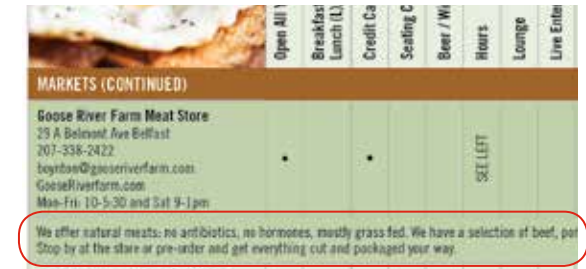 Open All Y
Breakfast
Lunch (L)
Credit Ca
Seating C
Beer / Wi
Hours
Lounge
Live Enter
MARKETS (CONTINUED)
Goose River Farm Meat Store
29 A Belmont Ave Belfast
207-338-2422
boynton@gooseriverfarm.com
GooseRiverfarm.com
Mon-Fri: 10-5:30 and Sat 9-1pm
SEE LEFT
We offer natural meats: no antibiotics, no hormones, mostly grass fed. We have a selection of beef, por
Stop by at the store or pre-order and get everything cut and packaged your way.